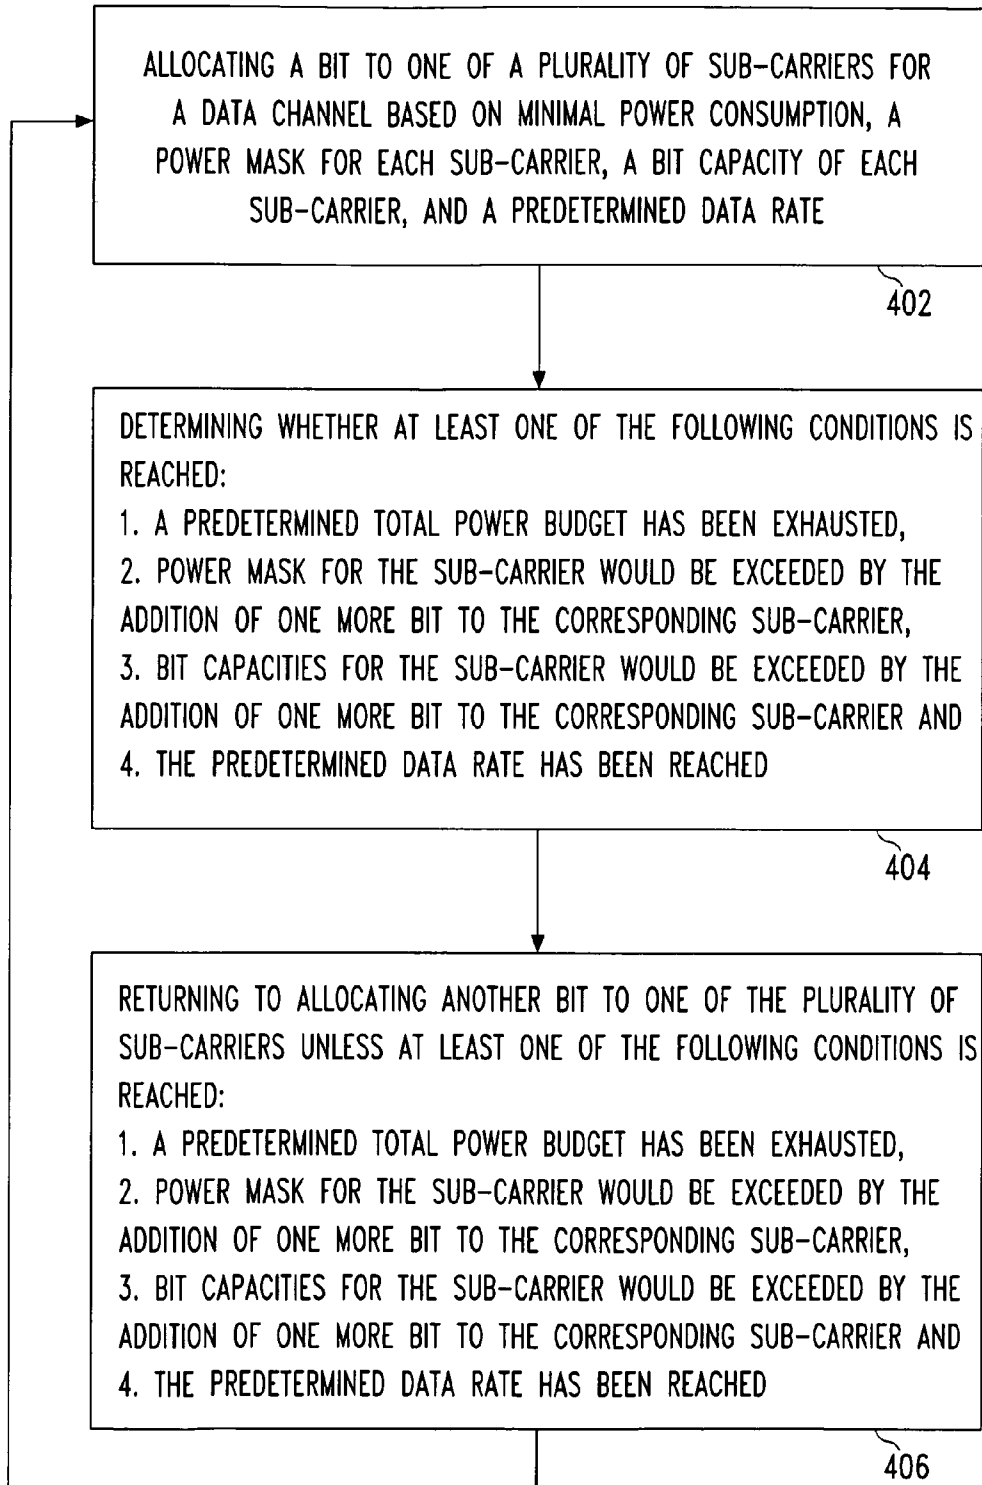 ALLOCATING A BIT TO ONE OF A PLURALITY OF SUB-CARRIERS FOR
A DATA CHANNEL BASED ON MINIMAL POWER CONSUMPTION, A
POWER MASK FOR EACH SUB-CARRIER, A BIT CAPACITY OF EACH
SUB-CARRIER, AND A PREDETERMINED DATA RATE
402
DETERMINING WHETHER AT LEAST ONE OF THE FOLLOWING CONDITIONS IS
REACHED:
1. A PREDETERMINED TOTAL POWER BUDGET HAS BEEN EXHAUSTED,
2. POWER MASK FOR THE SUB-CARRIER WOULD BE EXCEEDED BY THE
ADDITION OF ONE MORE BIT TO THE CORRESPONDING SUB-CARRIER,
3. BIT CAPACITIES FOR THE SUB-CARRIER WOULD BE EXCEEDED BY THE
ADDITION OF ONE MORE BIT TO THE CORRESPONDING SUB-CARRIER AND
4. THE PREDETERMINED DATA RATE HAS BEEN REACHED
404
RETURNING TO ALLOCATING ANOTHER BIT TO ONE OF THE PLURALITY OF
SUB-CARRIERS UNLESS AT LEAST ONE OF THE FOLLOWING CONDITIONS IS
REACHED:
1. A PREDETERMINED TOTAL POWER BUDGET HAS BEEN EXHAUSTED,
2. POWER MASK FOR THE SUB-CARRIER WOULD BE EXCEEDED BY THE
ADDITION OF ONE MORE BIT TO THE CORRESPONDING SUB-CARRIER,
3. BIT CAPACITIES FOR THE SUB-CARRIER WOULD BE EXCEEDED BY THE
ADDITION OF ONE MORE BIT TO THE CORRESPONDING SUB-CARRIER AND
4. THE PREDETERMINED DATA RATE HAS BEEN REACHED
406